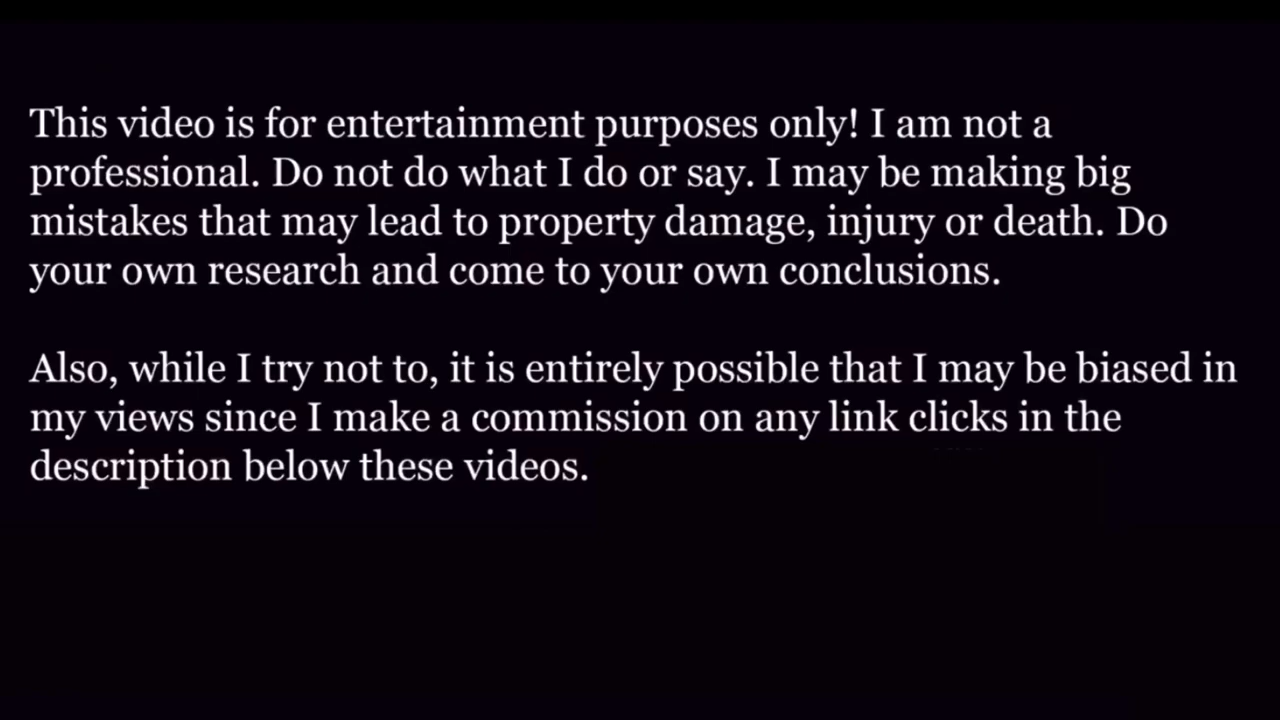 This video is for entertainment purposes only! I am not a
professional. Do not do what I do or say. I may be making big
mistakes that may lead to property damage, injury or death. Do
your own research and come to your own conclusions.
Also, while I try not to, it is entirely possible that I may be biased in
my views since I make a commission on any link clicks in the
description below these videos.